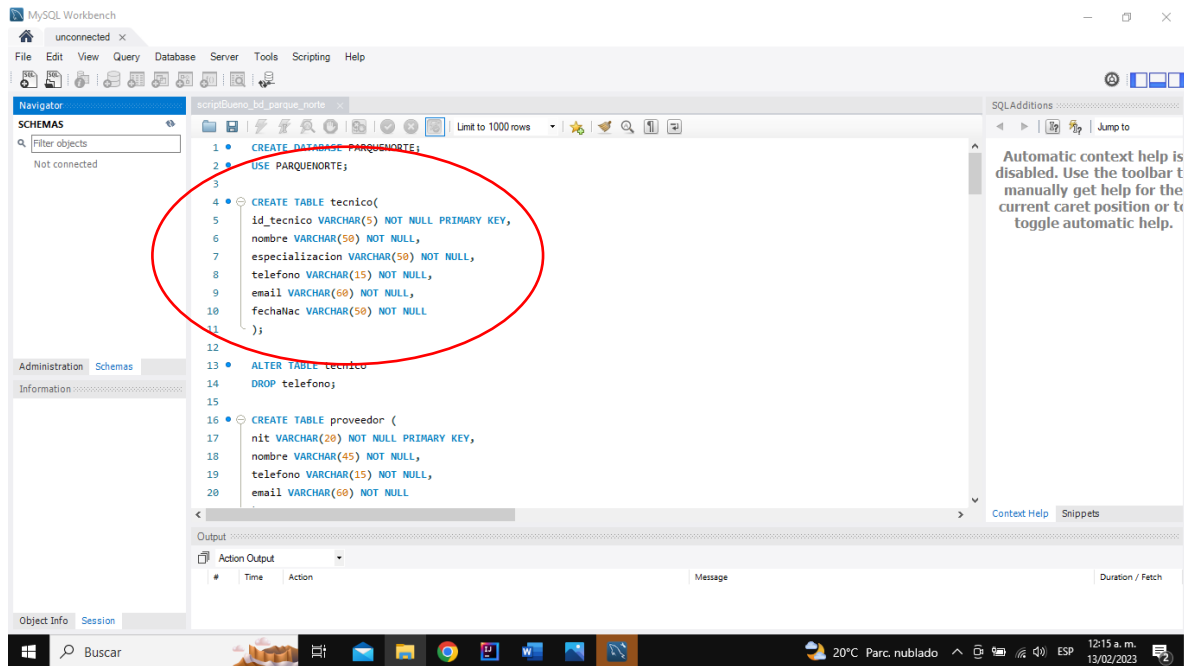 MySQL Workbench
unconnected ×
File Edit View Query Database Server Tools Scripting Help
Navigator
SCHEMAS
Filter objects
Not connected
Administration Schemas
Information
Object Info Session
scriptBueno_bd_parque_norte ×
Limit to 1000 rows
1 CREATE DATABASE PARQUENORTE;
2 USE PARQUENORTE;
3
4 CREATE TABLE tecnico(
5 id_tecnico VARCHAR(5) NOT NULL PRIMARY KEY,
6 nombre VARCHAR(50) NOT NULL,
7 especializacion VARCHAR(50) NOT NULL,
8 telefono VARCHAR(15) NOT NULL,
9 email VARCHAR(60) NOT NULL,
10 fechaNac VARCHAR(50) NOT NULL
11 );
12
13 ALTER TABLE tecnico
14 DROP telefono;
15
16 CREATE TABLE proveedor (
17 nit VARCHAR(20) NOT NULL PRIMARY KEY,
18 nombre VARCHAR(45) NOT NULL,
19 telefono VARCHAR(15) NOT NULL,
20 email VARCHAR(60) NOT NULL
SQLAdditions
Jump to
Automatic context help is
disabled. Use the toolbar t
manually get help for the
current caret position or to
toggle automatic help.
Context Help Snippets
Output
Action Output
# Time Action Message Duration / Fetch
Buscar
20°C Parc. nublado
ESP
12:15 a. m.
13/02/2023
2